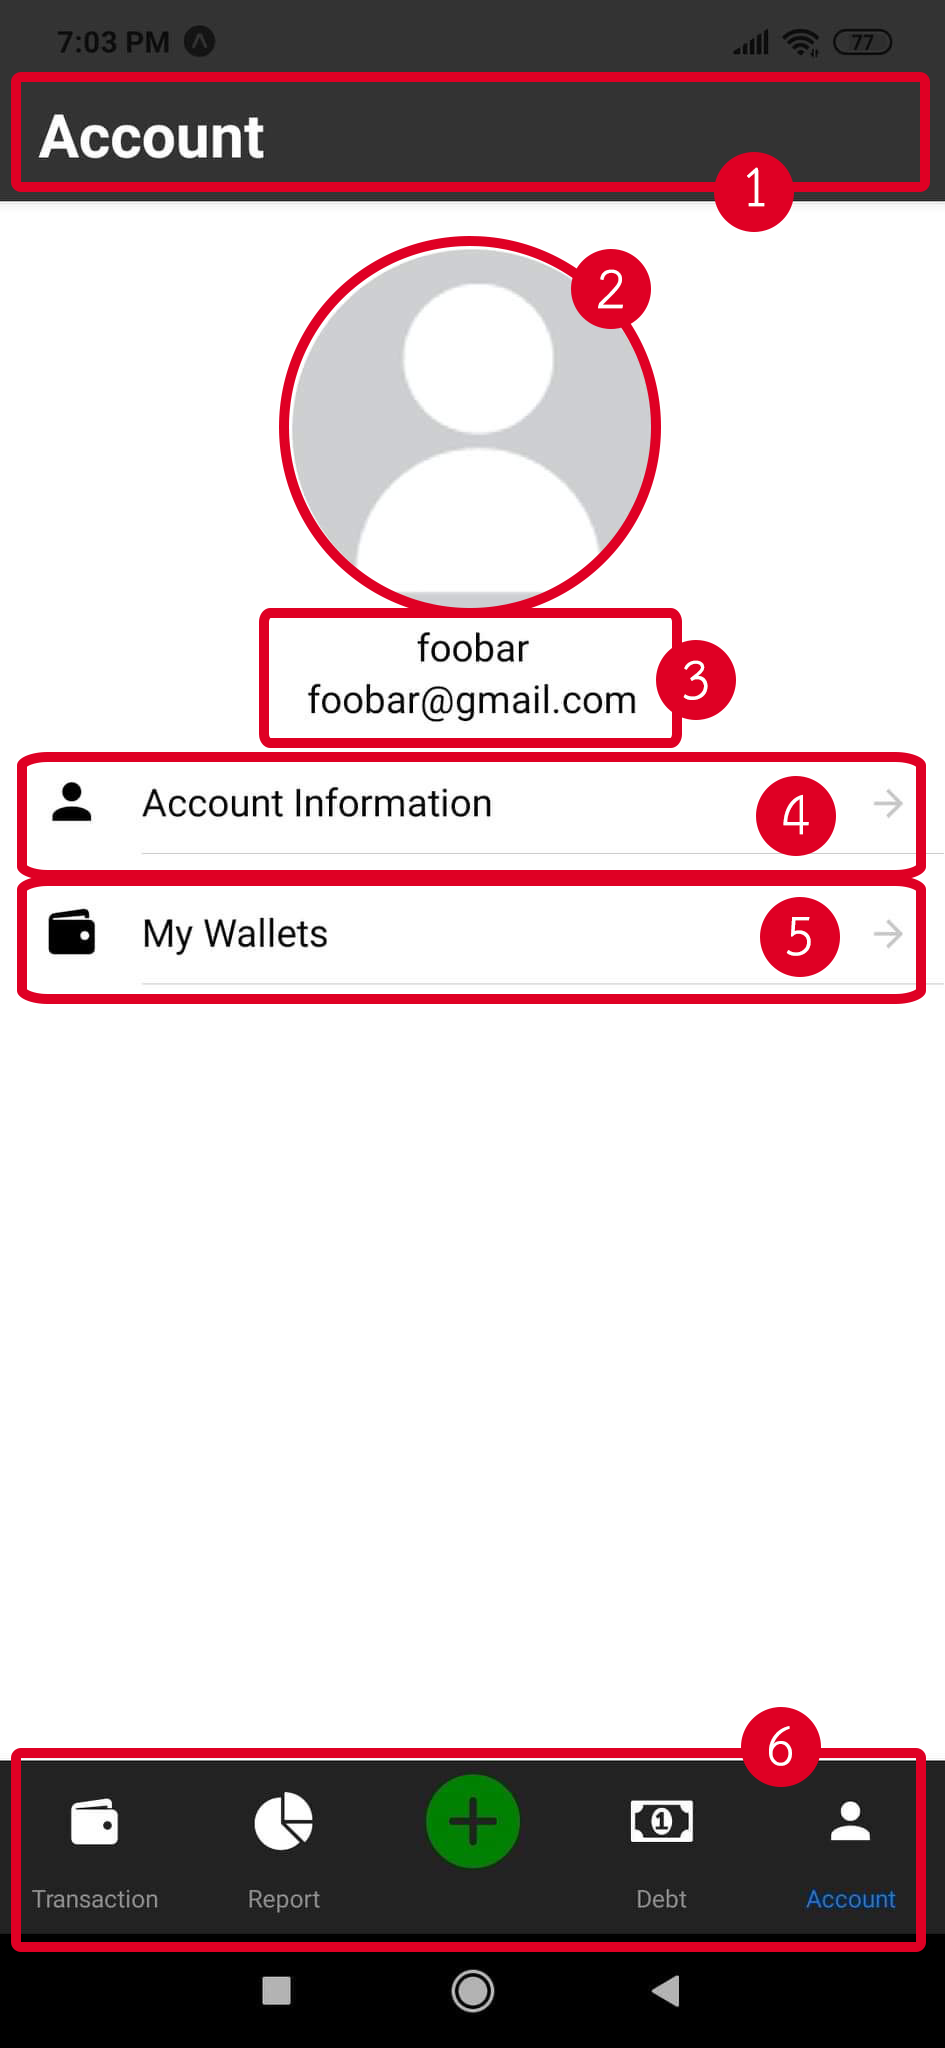 7:03 PM
77
Account
1
2
foobar
foobar@gmail.com
3
Account Information
4
My Wallets
5
6
1
Transaction
Report
Debt
Account